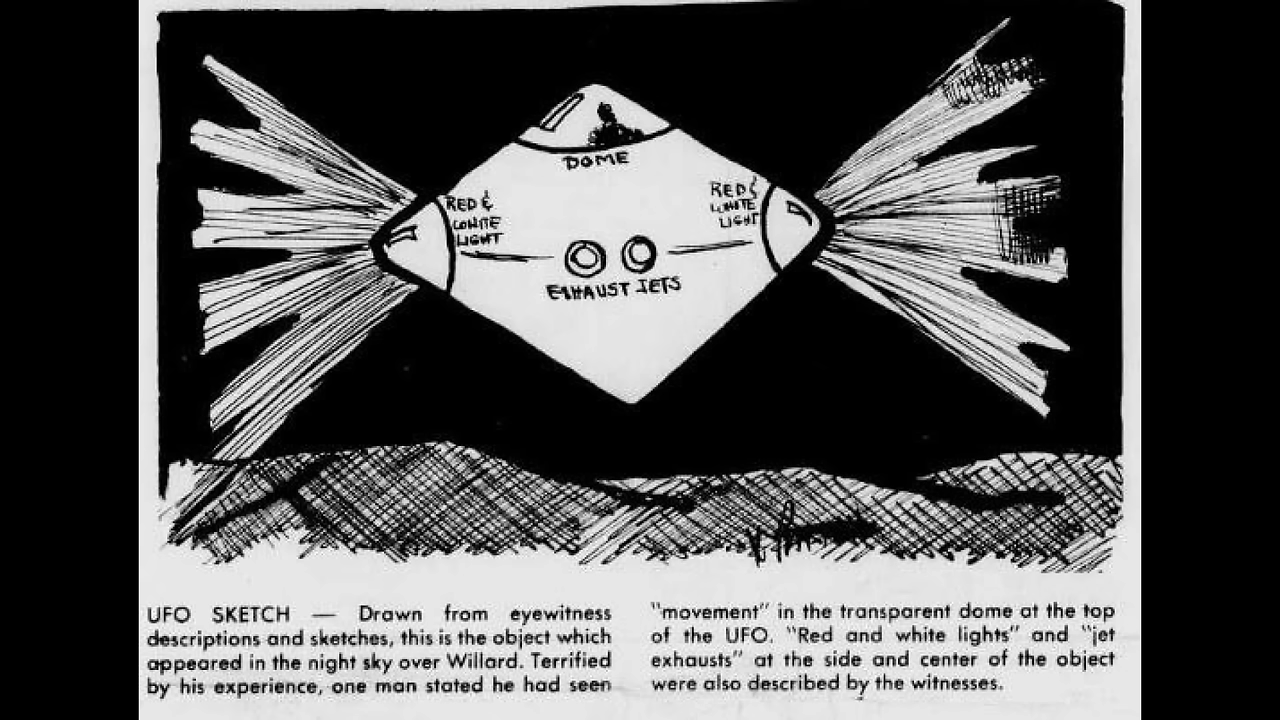 DOME
RED &
WHITE
LIGHT
RED &
WHITE
LIGHT
EXHAUST JETS
UFO SKETCH — Drawn from eyewitness
descriptions and sketches, this is the object which
appeared in the night sky over Willard. Terrified
by his experience, one man stated he had seen
"movement" in the transparent dome at the top
of the UFO. "Red and white lights" and "jet
exhausts" at the side and center of the object
were also described by the witnesses.